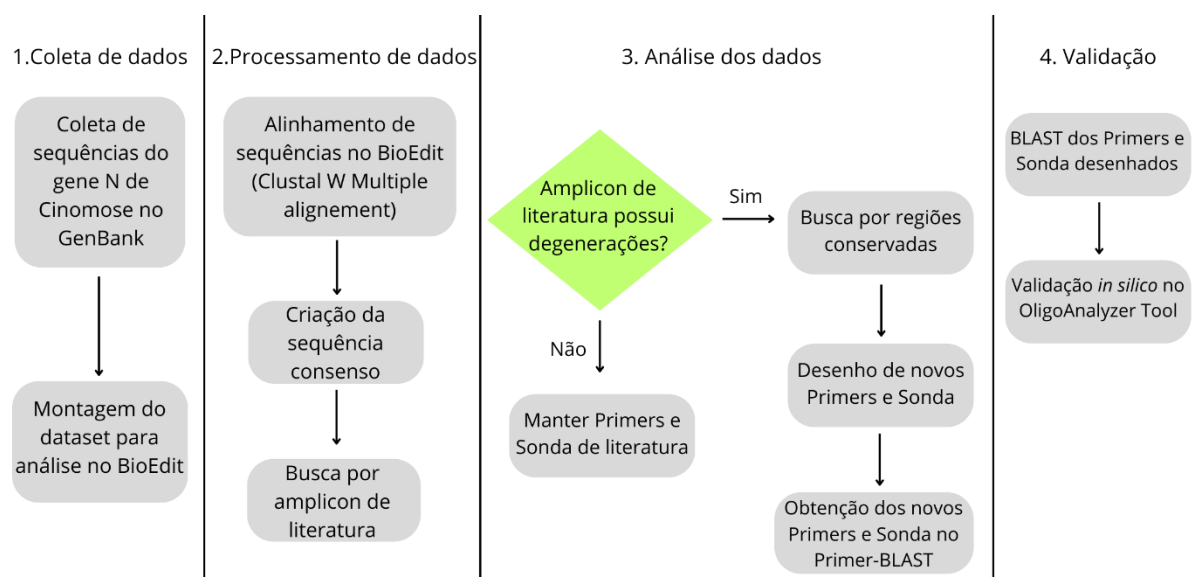 1.Coleta de dados
Coleta de
sequências do
gene N de
Cinomose no
GenBank
Montagem do
dataset para
análise no BioEdit
2.Processamento de dados
Alinhamento de
sequências no BioEdit
(Clustal W Multiple
alignement)
Criação da
sequência
consenso
Busca por
amplicon de
literatura
3. Análise dos dados
Amplicon de
literatura possui
degenerações?
Sim
Não
Manter Primers e
Sonda de literatura
Busca por regiões
conservadas
Desenho de novos
Primers e Sonda
Obtenção dos novos
Primers e Sonda no
Primer-BLAST
4. Validação
BLAST dos Primers e
Sonda desenhados
Validação in silico no
OligoAnalyzer Tool